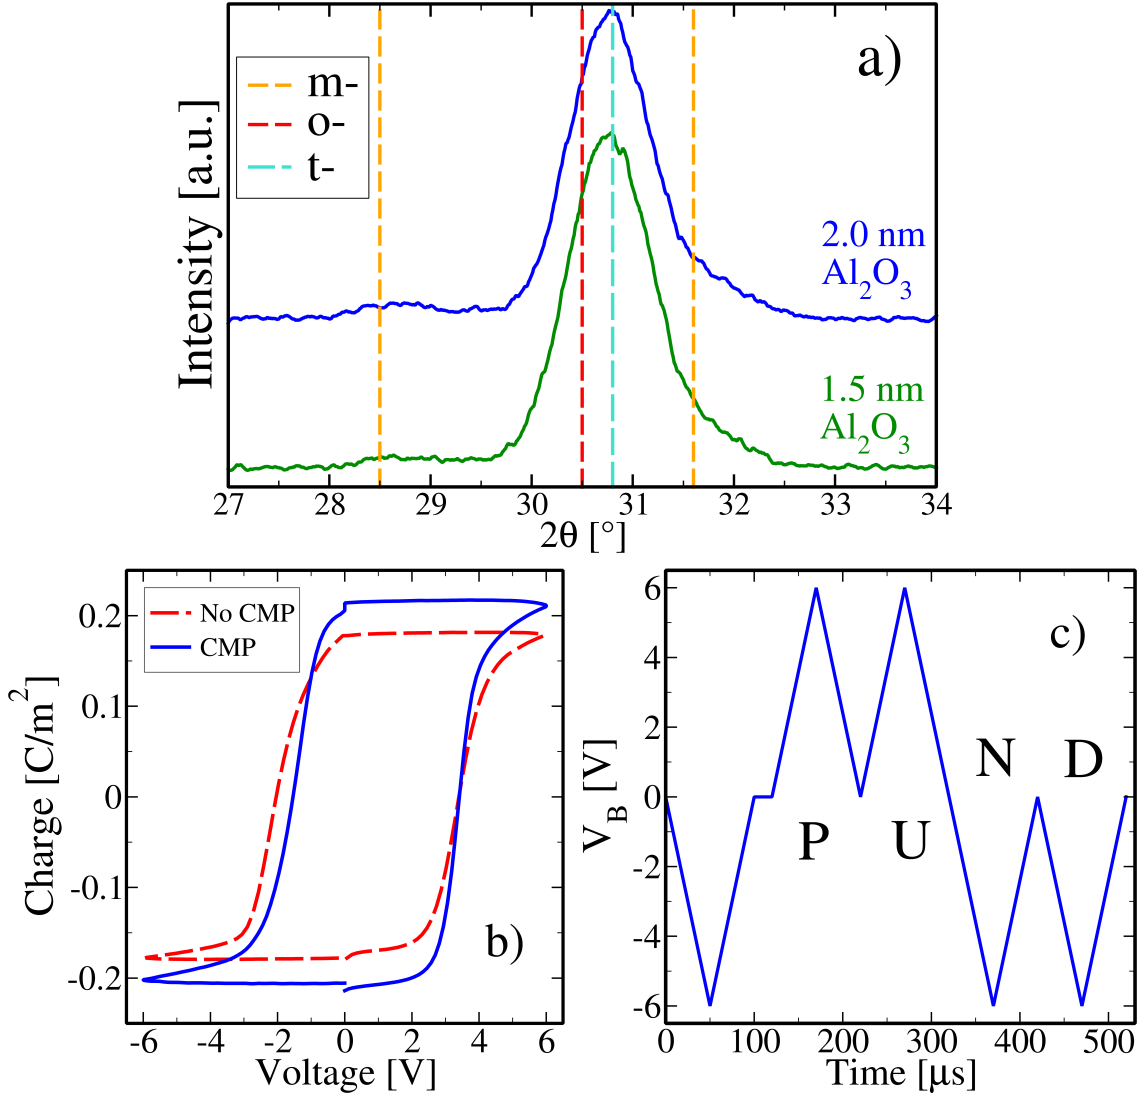 a)
m-
o-
t-
Intensity [a.u.]
2.0 nm
Al₂O₃
1.5 nm
Al₂O₃
27 28 29 30 31 32 33 34
2θ [°]
No CMP
CMP
0.2
0.1
0
-0.1
-0.2
Charge [C/m²]
b)
-6 -4 -2 0 2 4 6
Voltage [V]
6
4
2
0
-2
-4
-6
V_B [V]
c)
N D
P U
0 100 200 300 400 500
Time [μs]